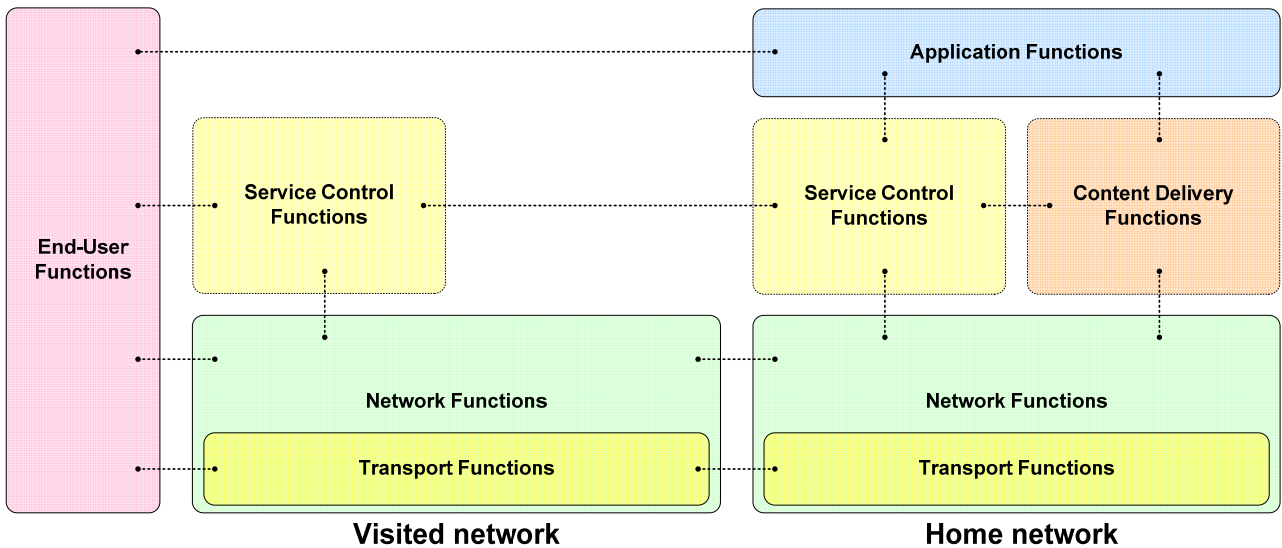 Application Functions
Service Control
Functions
Service Control
Functions
Content Delivery
Functions
End-User
Functions
Network Functions
Network Functions
Transport Functions
Transport Functions
Visited network
Home network